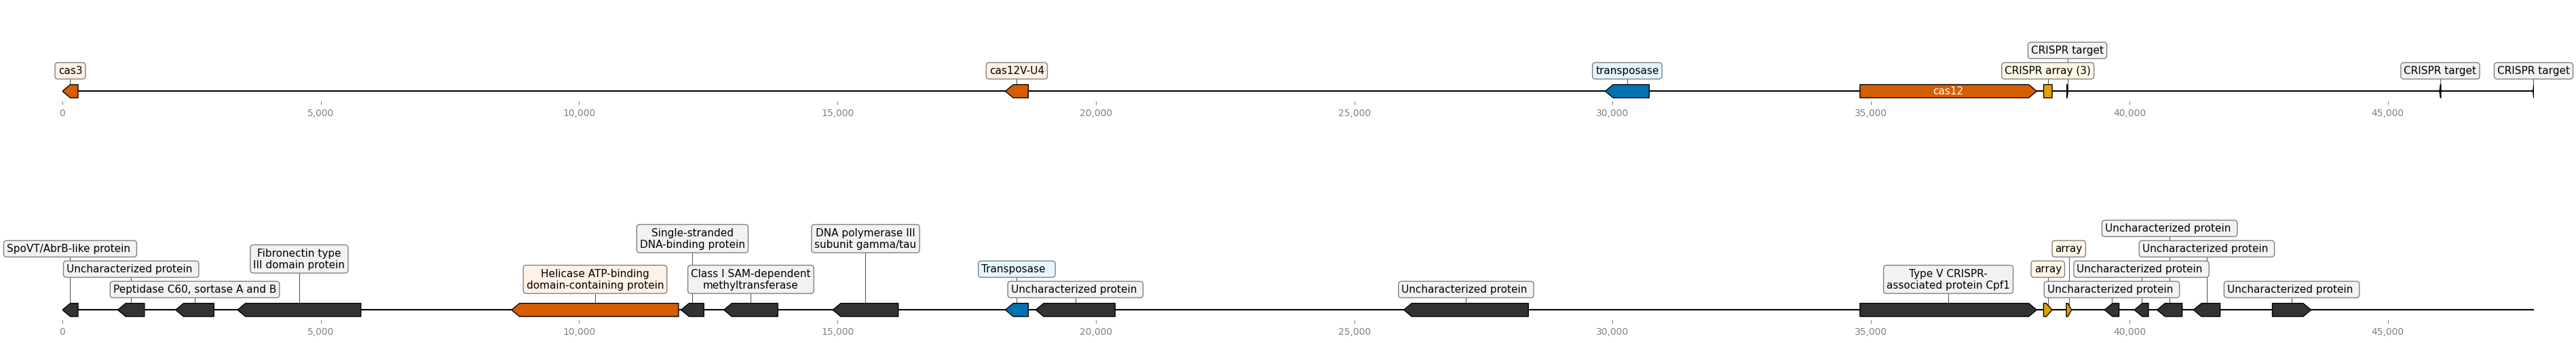 CRISPR target
cas3
cas12V-U4
transposase
CRISPR array (3)
CRISPR target
CRISPR target
cas12
0
5,000
10,000
15,000
20,000
25,000
30,000
35,000
40,000
45,000
Uncharacterized protein
Single-stranded
DNA-binding protein
DNA polymerase III
subunit gamma/tau
SpoVT/AbrB-like protein
Fibronectin type
III domain protein
array
Uncharacterized protein
Uncharacterized protein
Transposase
array
Uncharacterized protein
Peptidase C60, sortase A and B
Helicase ATP-binding
domain-containing protein
Class I SAM-dependent
methyltransferase
Uncharacterized protein
Uncharacterized protein
Type V CRISPR-
associated protein Cpf1
Uncharacterized protein
Uncharacterized protein
0
5,000
10,000
15,000
20,000
25,000
30,000
35,000
40,000
45,000